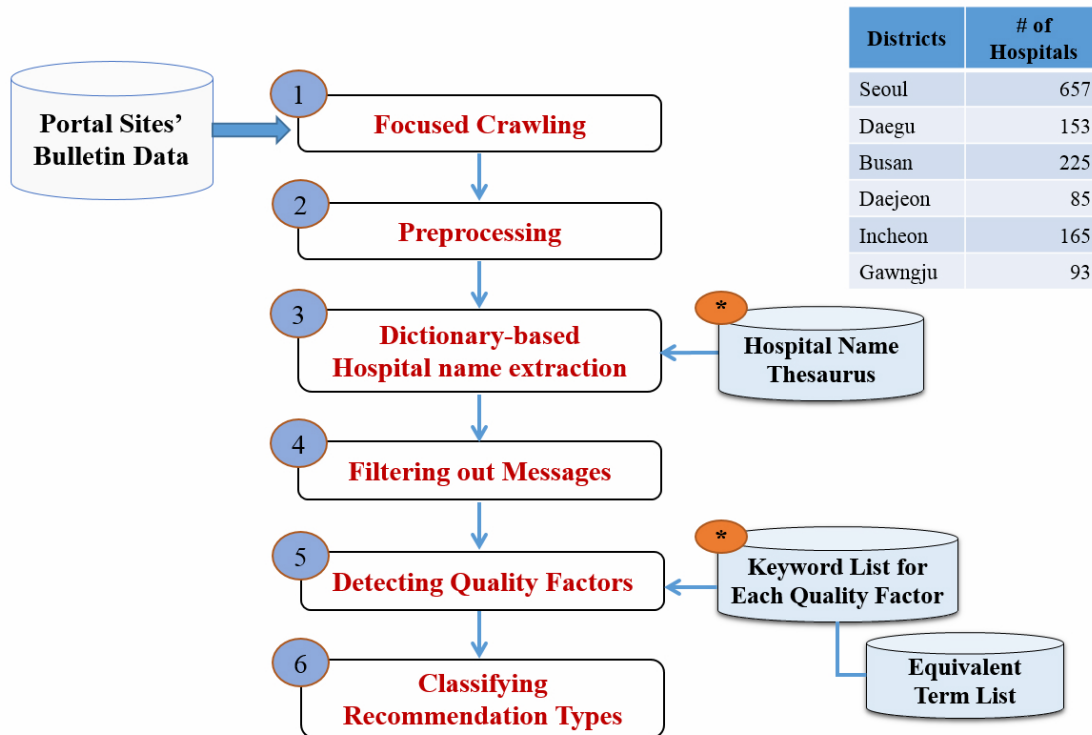 Portal Sites'
Bulletin Data
1
Focused Crawling
2
Preprocessing
3
Dictionary-based
Hospital name extraction
*
Hospital Name
Thesaurus
4
Filtering out Messages
5
Detecting Quality Factors
*
Keyword List for
Each Quality Factor
Equivalent
Term List
6
Classifying
Recommendation Types
Districts # of Hospitals
Seoul 657
Daegu 153
Busan 225
Daejeon 85
Incheon 165
Gawngju 93